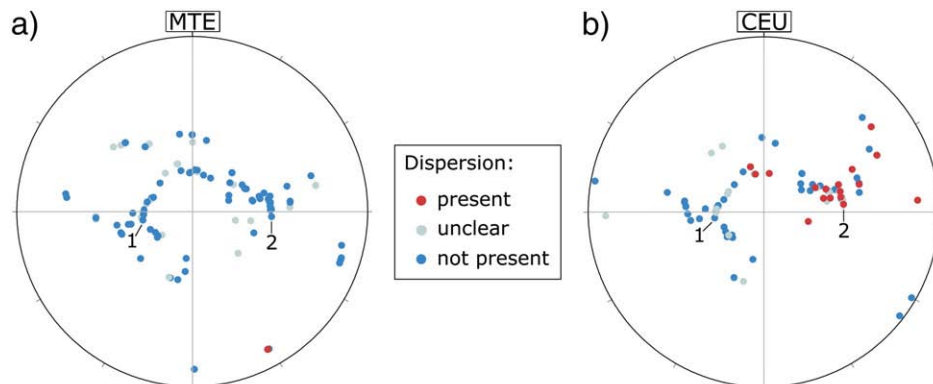 a)
MTE
1
2
Dispersion:
present
unclear
not present
b)
CEU
1
2